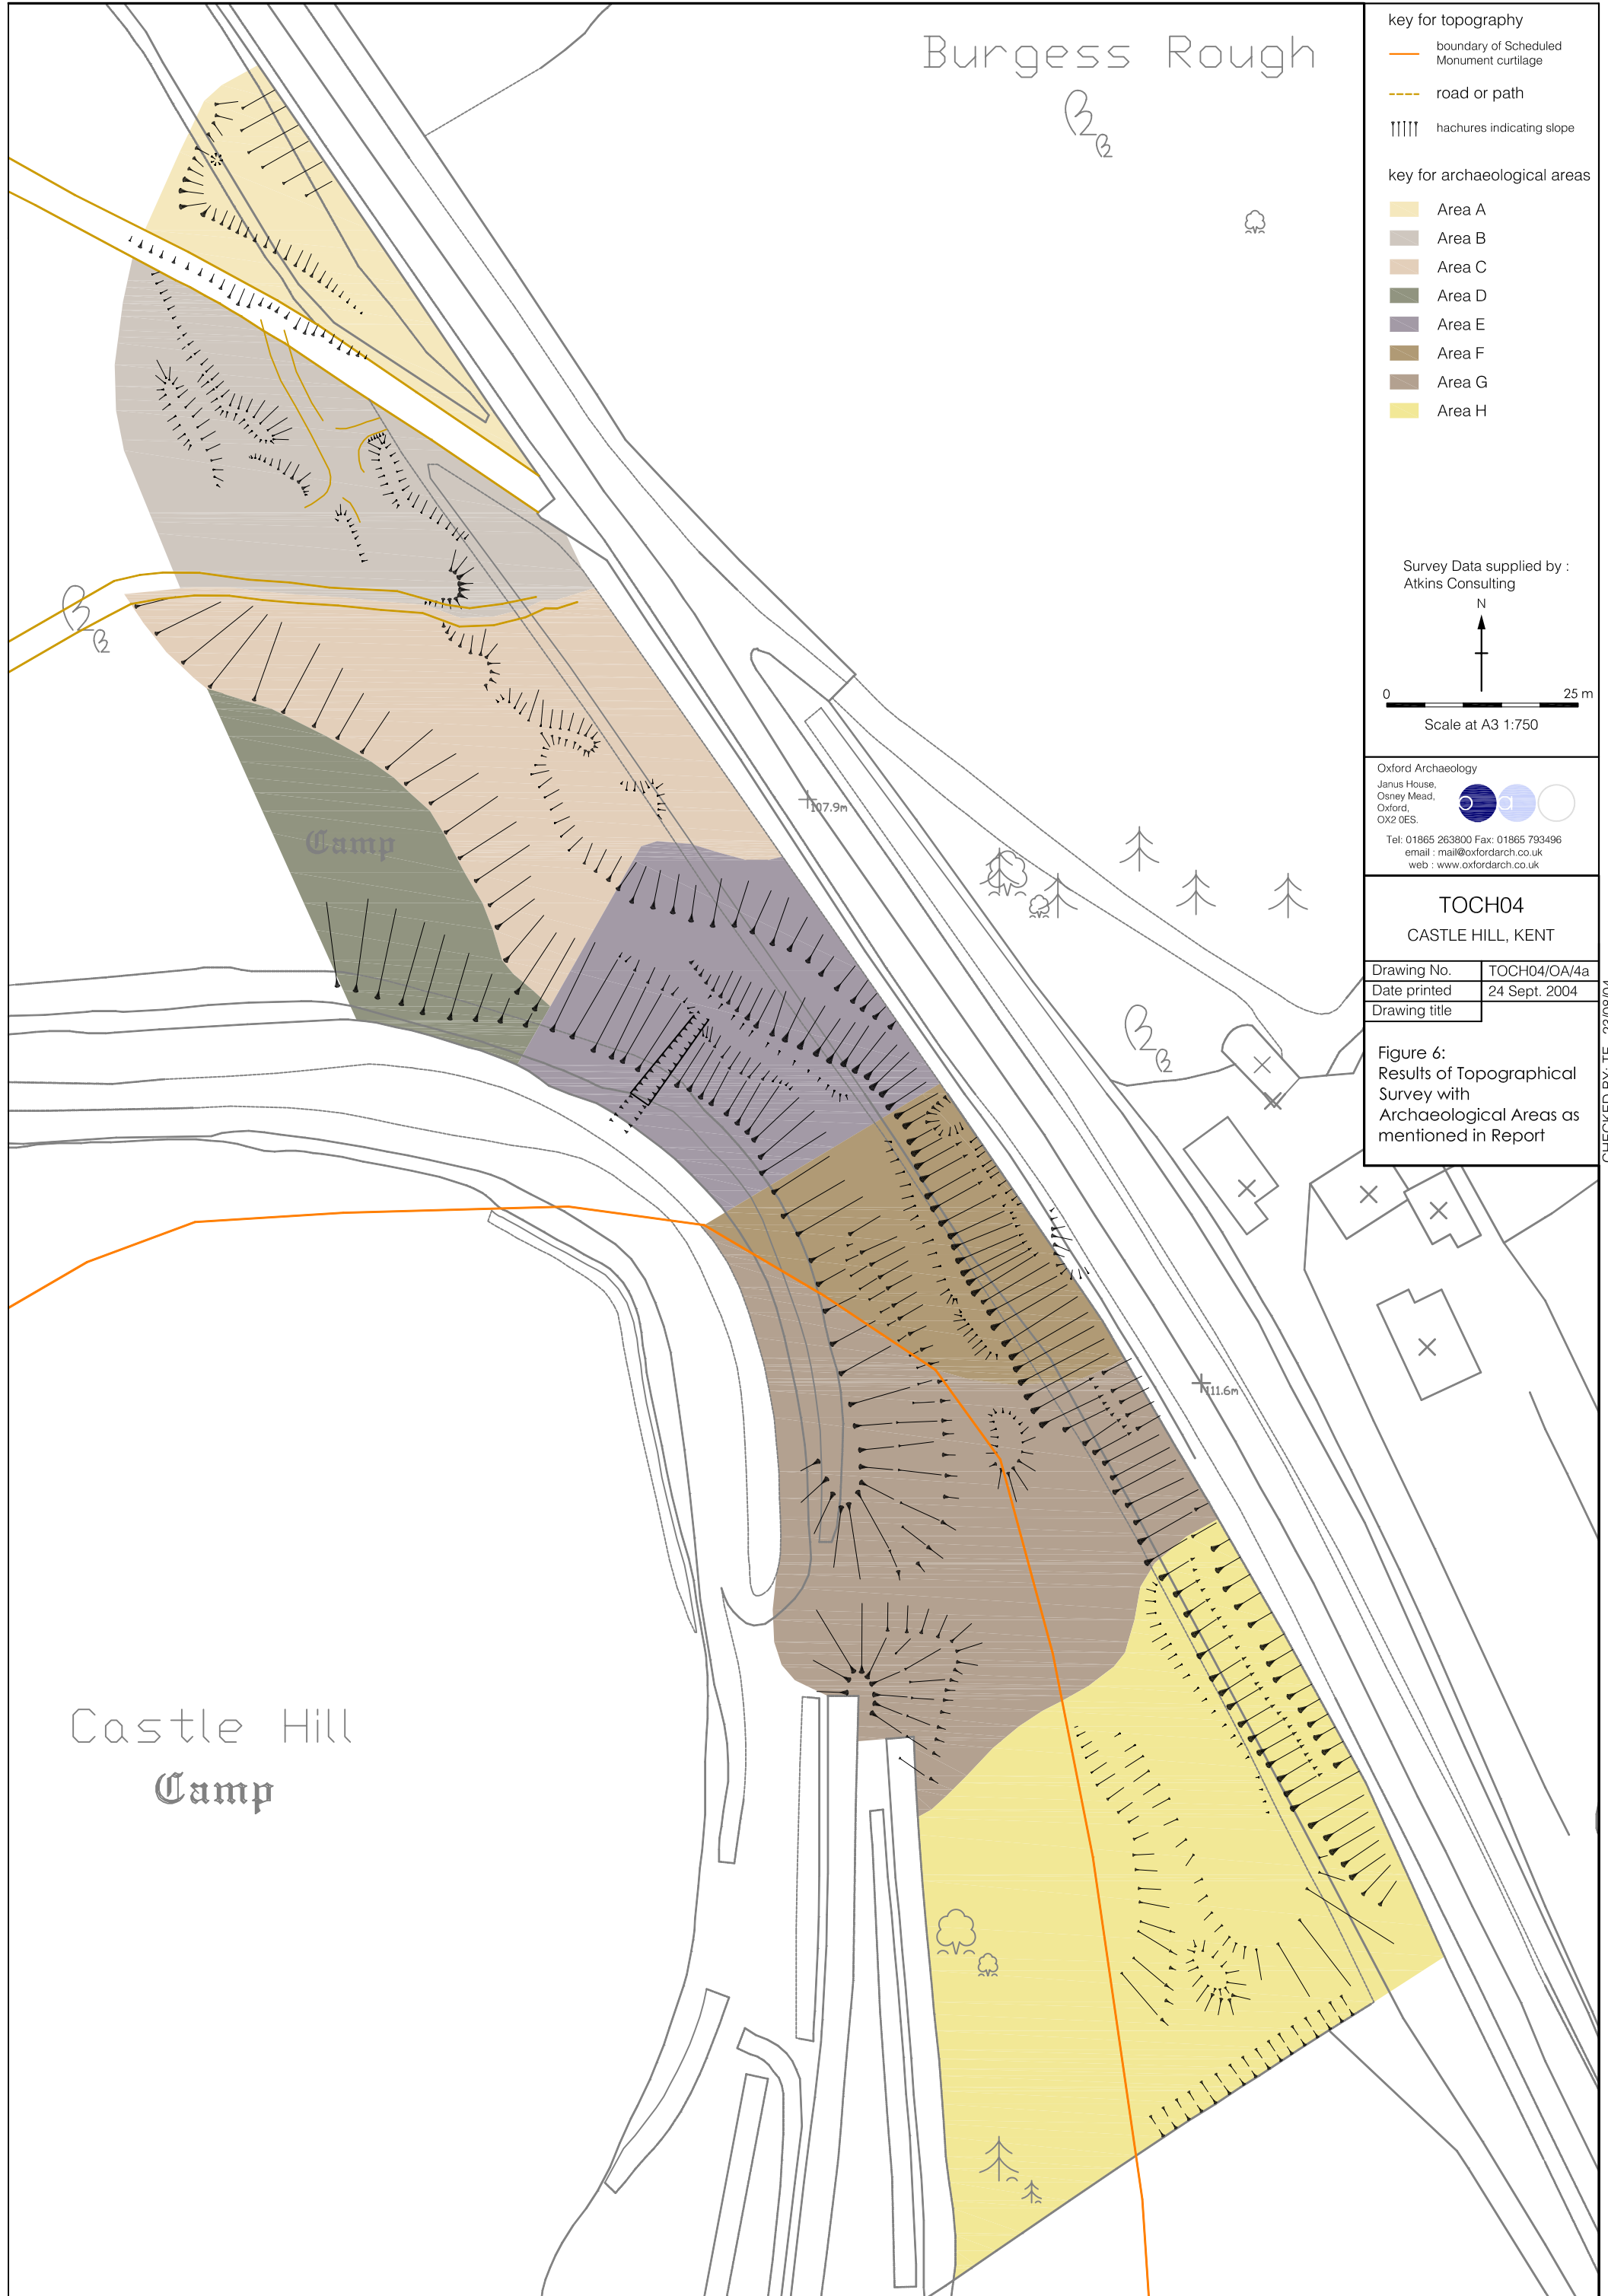 Burgess Rough
Camp
107.9m
111.6m
Castle Hill
Camp
key for topography
boundary of Scheduled
Monument curtilage
road or path
hachures indicating slope
key for archaeological areas
Area A
Area B
Area C
Area D
Area E
Area F
Area G
Area H
Survey Data supplied by :
Atkins Consulting
N
0 25 m
Scale at A3 1:750
Oxford Archaeology
Janus House,
Osney Mead,
Oxford,
OX2 0ES.
o a
Tel: 01865 263800 Fax: 01865 793496
email : mail@oxfordarch.co.uk
web : www.oxfordarch.co.uk
TOCH04
CASTLE HILL, KENT
Drawing No. TOCH04/OA/4a
Date printed 24 Sept. 2004
Drawing title
Figure 6:
Results of Topographical
Survey with
Archaeological Areas as
mentioned in Report
CHECKED BY: TE